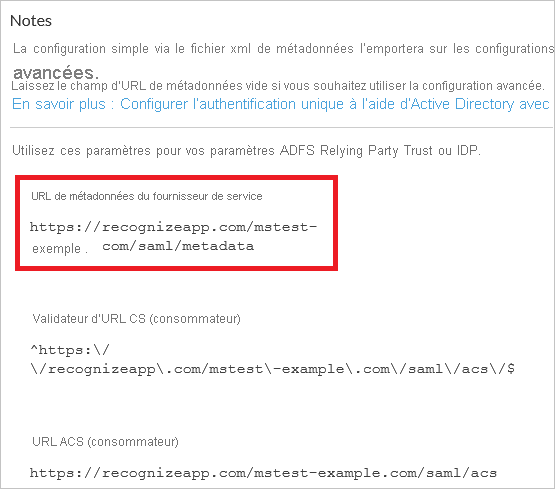 Notes
La configuration simple via le fichier xml de métadonnées l'emportera sur les configurations
avancées.
Laissez le champ d'URL de métadonnées vide si vous souhaitez utiliser la configuration avancée.
En savoir plus : Configurer l'authentification unique à l'aide d'Active Directory avec
Utilisez ces paramètres pour vos paramètres ADFS Relying Party Trust ou IDP.
URL de métadonnées du fournisseur de service
https://recognizeapp.com/mstest-
exemple . com/saml/metadata
Validateur d'URL CS (consommateur)
^https:\/
\/recognizeapp\.com/mstest\-example\.com\/saml\/acs\/$
URL ACS (consommateur)
https://recognizeapp.com/mstest-example.com/saml/acs